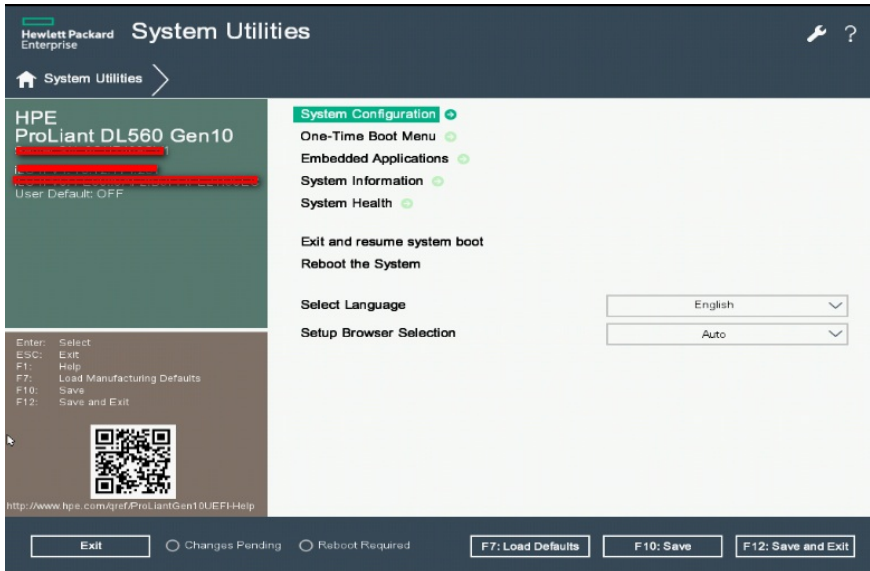 Hewlett Packard
Enterprise
System Utilities
?
System Utilities
HPE
ProLiant DL560 Gen10
User Default: OFF
System Configuration
One-Time Boot Menu
Embedded Applications
System Information
System Health
Exit and resume system boot
Reboot the System
Select Language English
Setup Browser Selection Auto
Enter: Select
ESC: Exit
F1: Help
F7: Load Manufacturing Defaults
F10: Save
F12: Save and Exit
http://www.hpe.com/qref/ProLiantGen10UEFI-Help
Exit Changes Pending Reboot Required F7: Load Defaults F10: Save F12: Save and Exit